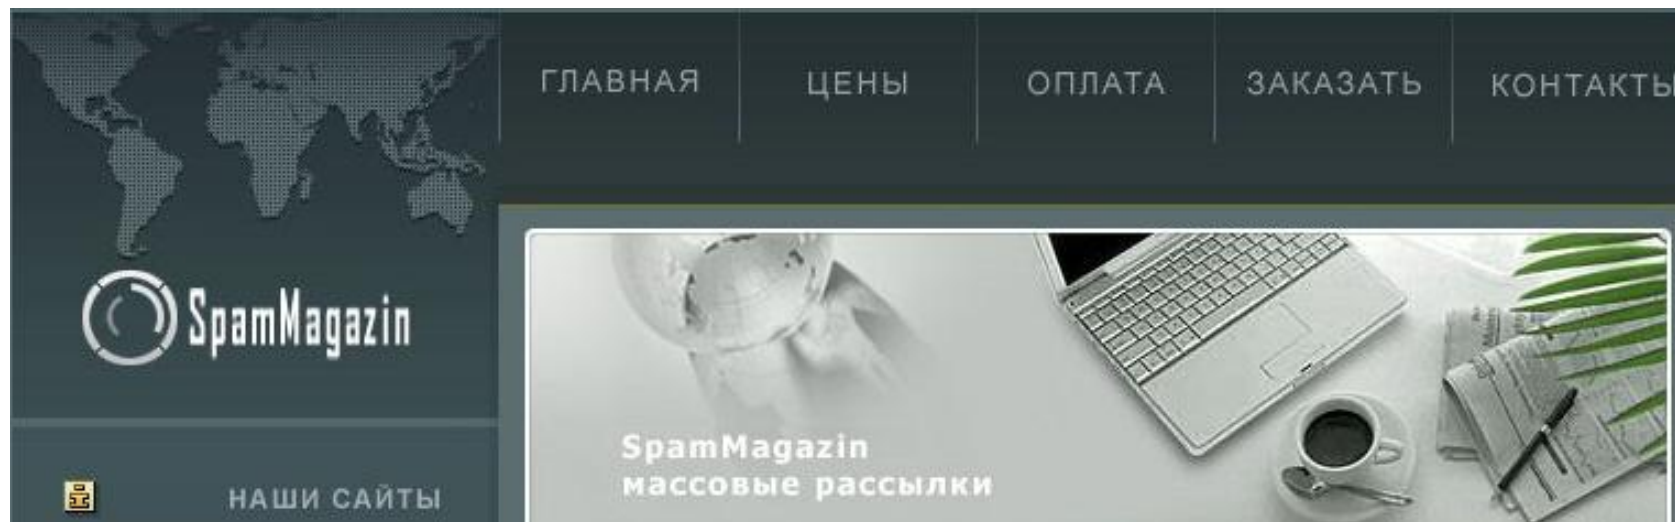 ГЛАВНАЯ
ЦЕНЫ
ОПЛАТА
ЗАКАЗАТЬ
КОНТАКТЫ
SpamMagazin
SpamMagazin
массовые рассылки
НАШИ САЙТЫ